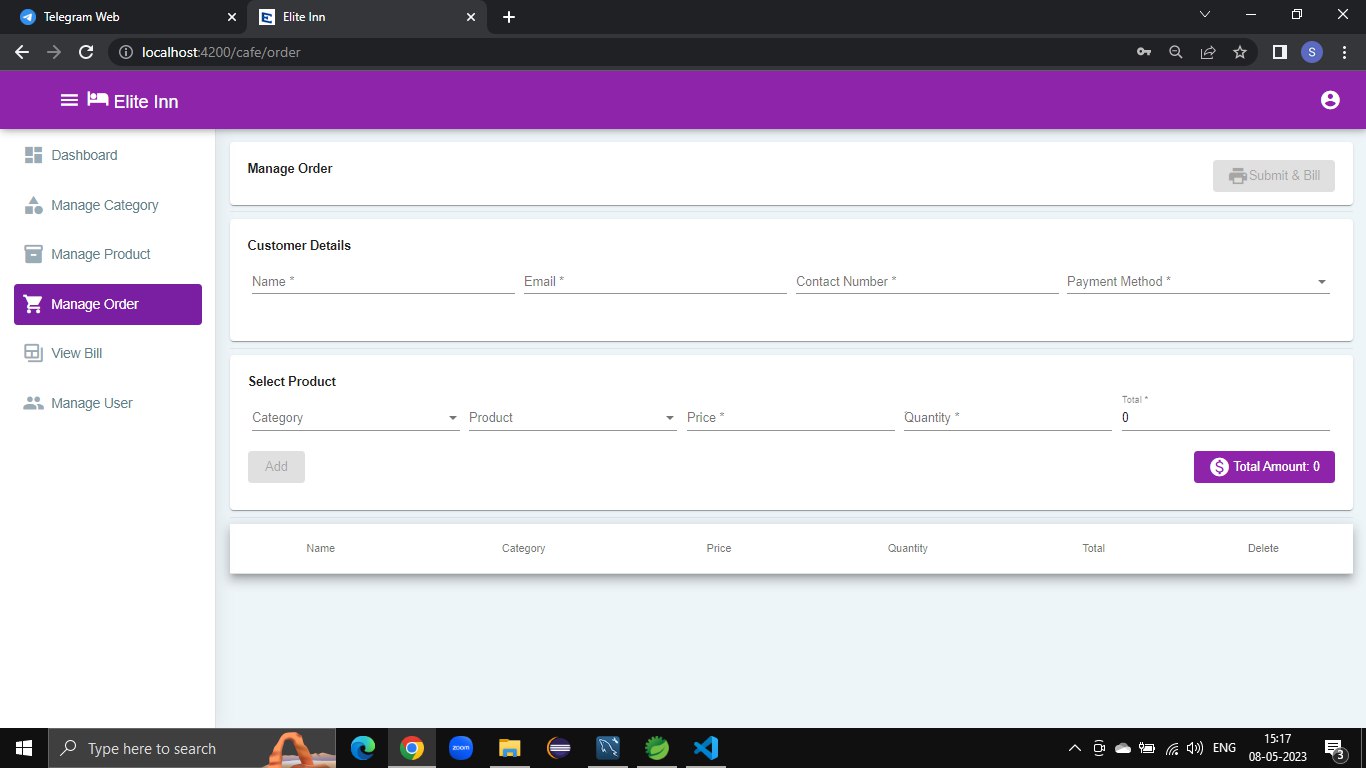 Telegram Web
Elite Inn
localhost:4200/cafe/order
S
Elite Inn
Dashboard
Manage Category
Manage Product
Manage Order
View Bill
Manage User
Manage Order
Submit & Bill
Customer Details
Name *
Email *
Contact Number *
Payment Method *
Select Product
Category
Product
Price *
Quantity *
Total *
0
Add
$ Total Amount: 0
Name
Category
Price
Quantity
Total
Delete
Type here to search
zoom
ENG
15:17
08-05-2023
3